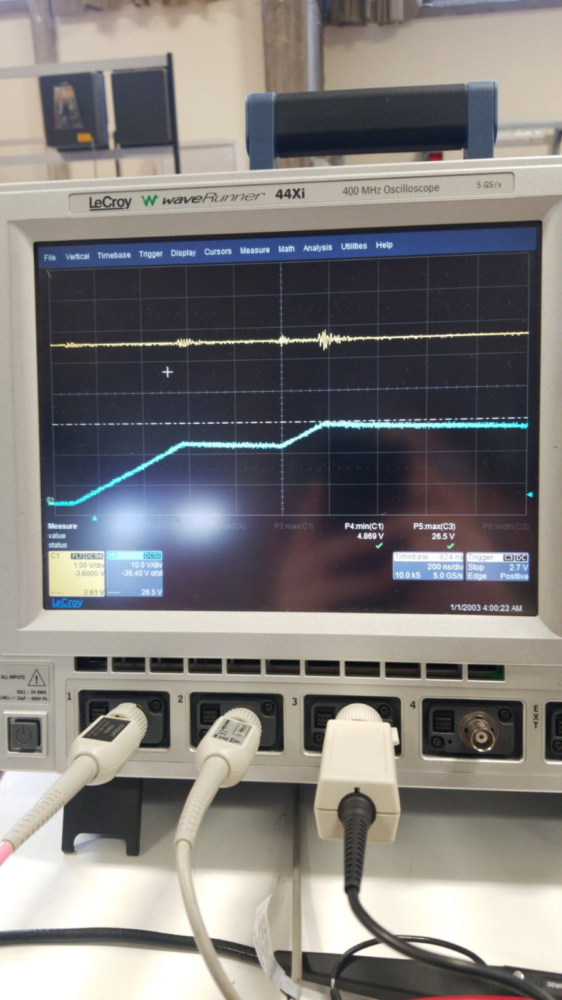 LeCroy waveRunner 44Xi 400 MHz Oscilloscope 5 GS/s
File Vertical Timebase Trigger Display Cursors Measure Math Analysis Utilities Help
C1
Measure P3:max(C1) P4:min(C1) P5:max(C3) P6:width(C2)
value 4.869 V 26.5 V
status
C1 FLT DC1M
1.00 V/div
-3.6000 V
2.61 V
C3 DC50
10.0 V/div
-36.40 V ofst
26.5 V
Timebase -824 ns
200 ns/div
10.0 kS 5.0 GS/s
Trigger C3 DC
Stop 2.7 V
Edge Positive
LeCroy
1/1/2003 4:00:23 AM
ALL INPUTS
50Ω ≤ 5V RMS
1MΩ // 16pf ≤ 400V Pk
1
2
3
4
EXT